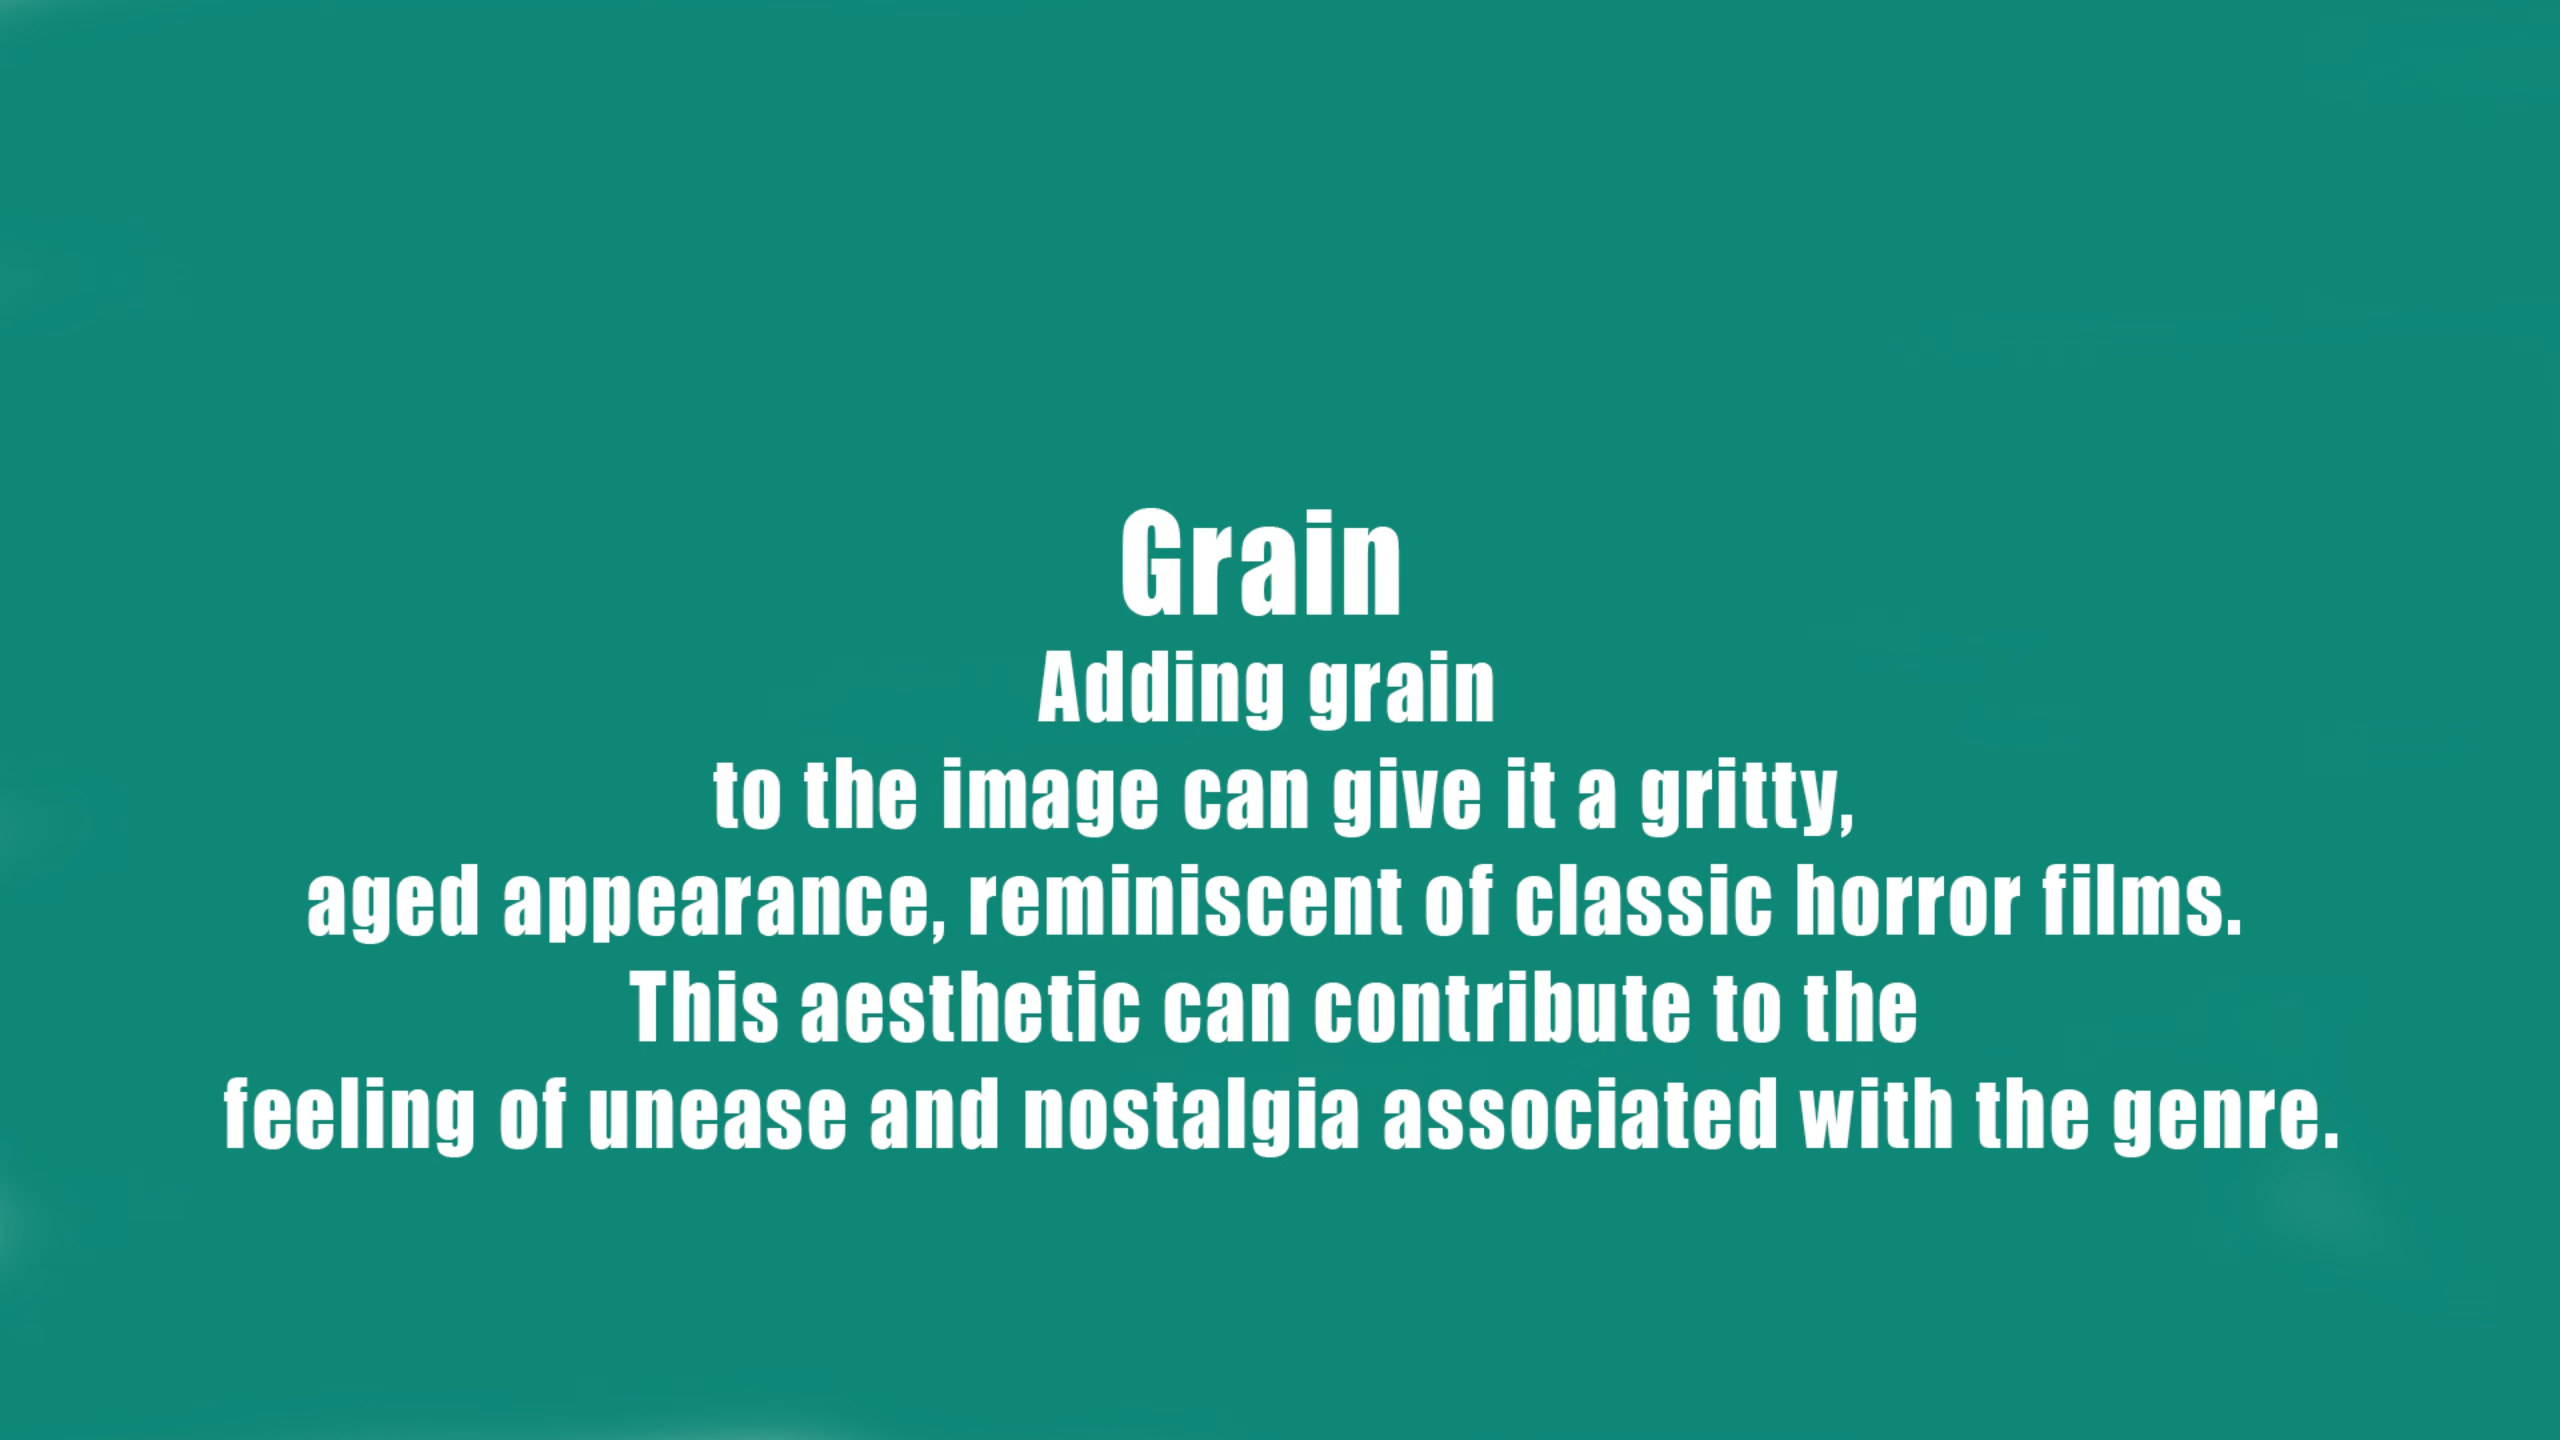 Grain
Adding grain
to the image can give it a gritty,
aged appearance, reminiscent of classic horror films.
This aesthetic can contribute to the
feeling of unease and nostalgia associated with the genre.